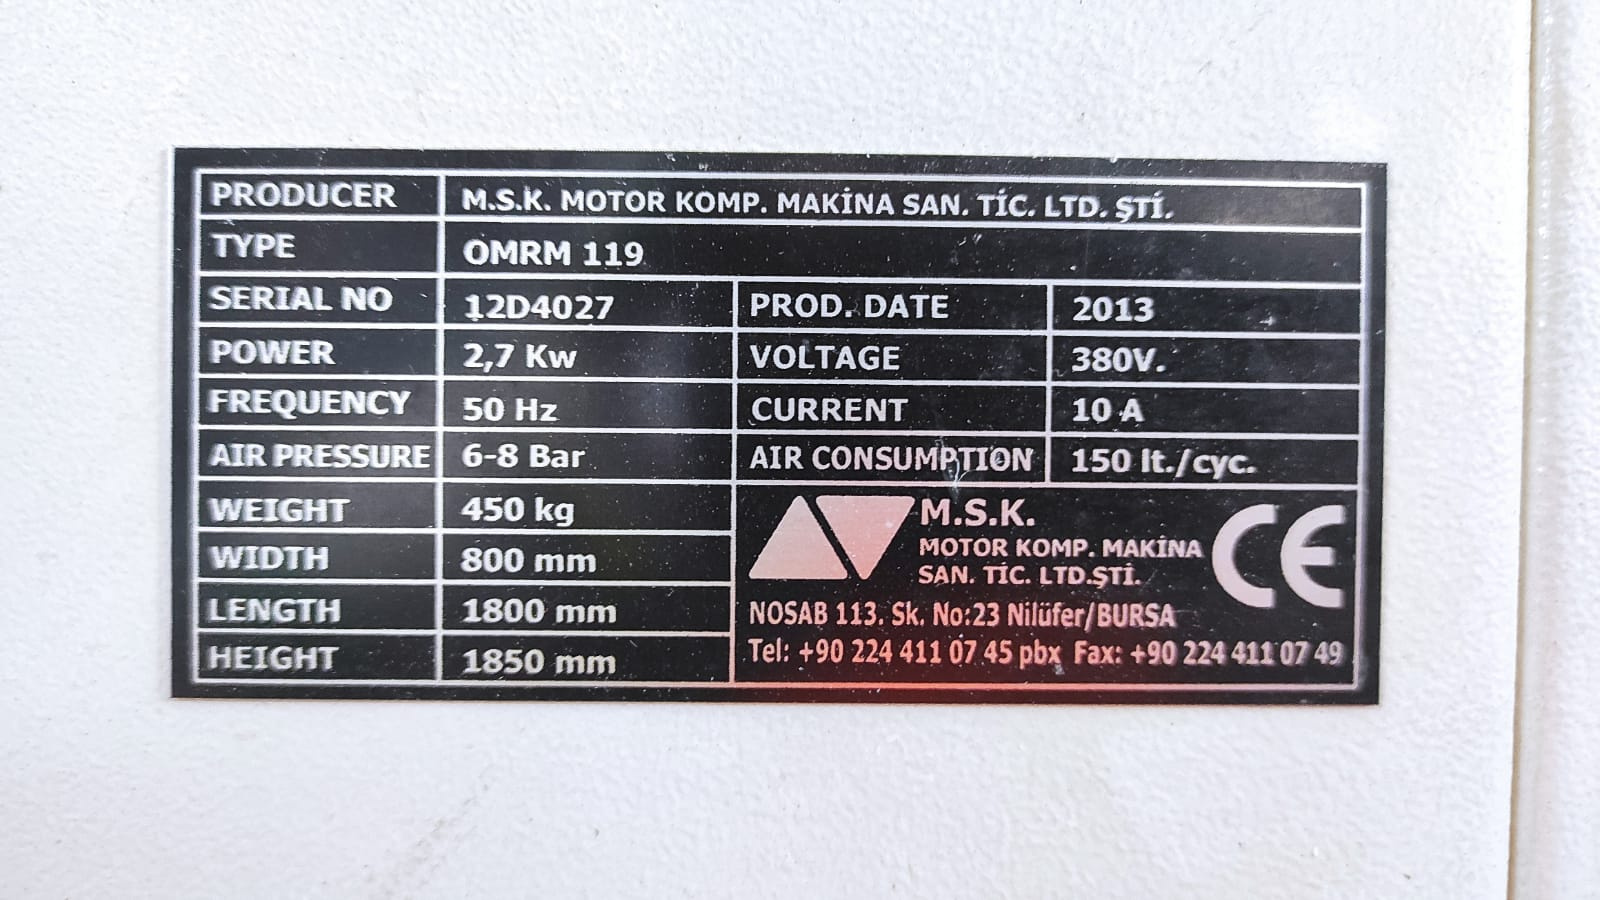 PRODUCER M.S.K. MOTOR KOMP. MAKİNA SAN. TİC. LTD. ŞTİ.
TYPE OMRM 119
SERIAL NO 12D4027 PROD. DATE 2013
POWER 2,7 Kw VOLTAGE 380V.
FREQUENCY 50 Hz CURRENT 10 A
AIR PRESSURE 6-8 Bar AIR CONSUMPTION 150 lt./cyc.
WEIGHT 450 kg
WIDTH 800 mm
LENGTH 1800 mm
HEIGHT 1850 mm
M.S.K.
MOTOR KOMP. MAKİNA
SAN. TİC. LTD.ŞTİ.
CE
NOSAB 113. Sk. No:23 Nilüfer/BURSA
Tel: +90 224 411 07 45 pbx Fax: +90 224 411 07 49